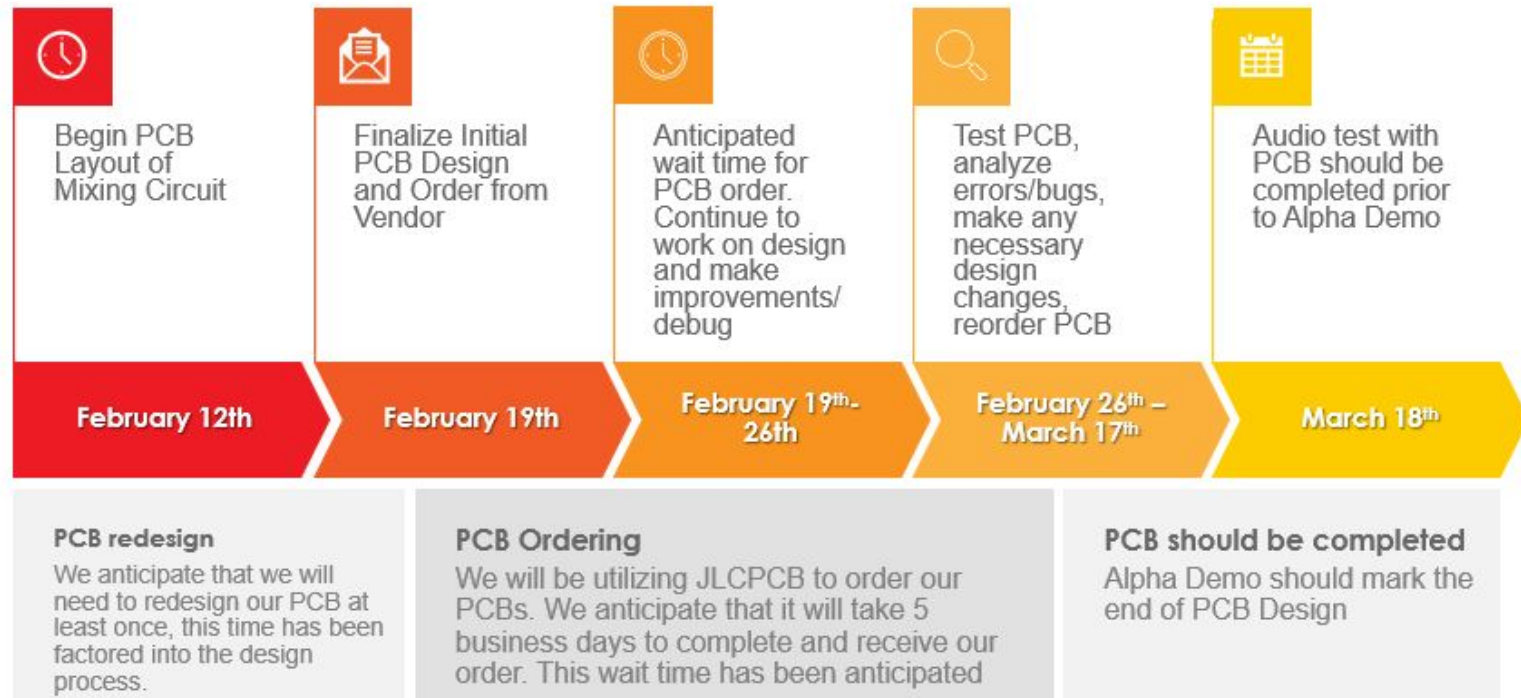 Begin PCB
Layout of
Mixing Circuit
Finalize Initial
PCB Design
and Order from
Vendor
Anticipated
wait time for
PCB order.
Continue to
work on design
and make
improvements/
debug
Test PCB,
analyze
errors/bugs,
make any
necessary
design
changes,
reorder PCB
Audio test with
PCB should be
completed prior
to Alpha Demo
February 12th
February 19th
February 19th-
26th
February 26th –
March 17th
March 18th
PCB redesign
We anticipate that we will
need to redesign our PCB at
least once, this time has been
factored into the design
process.
PCB Ordering
We will be utilizing JLCPCB to order our
PCBs. We anticipate that it will take 5
business days to complete and receive our
order. This wait time has been anticipated
PCB should be completed
Alpha Demo should mark the
end of PCB Design